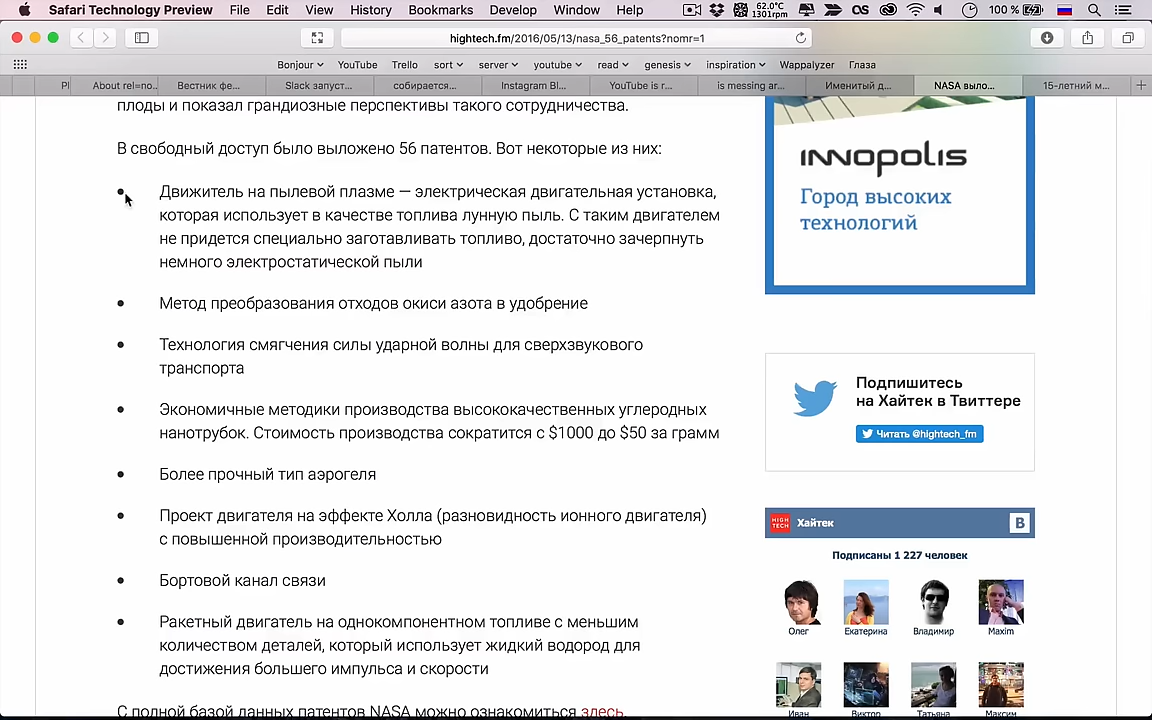 Safari Technology Preview File Edit View History Bookmarks Develop Window Help 62.0°C 1301rpm 100 %
hightech.fm/2016/05/13/nasa_56_patents?nomr=1
Bonjour YouTube Trello sort server youtube read genesis inspiration Wappalyzer Глаза
Pl About rel=no.. Вестник фе... Slack запуст... собирается... Instagram Bl... YouTube is r... is messing ar... Именитый д... NASA выло... 15-летний м...
плоды и показал грандиозные перспективы такого сотрудничества.
В свободный доступ было выложено 56 патентов. Вот некоторые из них:
Движитель на пылевой плазме — электрическая двигательная установка,
которая использует в качестве топлива лунную пыль. С таким двигателем
не придется специально заготавливать топливо, достаточно зачерпнуть
немного электростатической пыли
Метод преобразования отходов окиси азота в удобрение
Технология смягчения силы ударной волны для сверхзвукового
транспорта
Экономичные методики производства высококачественных углеродных
нанотрубок. Стоимость производства сократится с $1000 до $50 за грамм
Более прочный тип аэрогеля
Проект двигателя на эффекте Холла (разновидность ионного двигателя)
с повышенной производительностью
Бортовой канал связи
Ракетный двигатель на однокомпонентном топливе с меньшим
количеством деталей, который использует жидкий водород для
достижения большего импульса и скорости
С полной базой данных патентов NASA можно ознакомиться здесь.
INNOPOLIS
Город высоких
технологий
Подпишитесь
на Хайтек в Твиттере
Читать @hightech_fm
HIGH
TECH
Хайтек
В
Подписаны 1 227 человек
Олег Екатерина Владимир Maxim
Иван Виктор Татьяна Максим